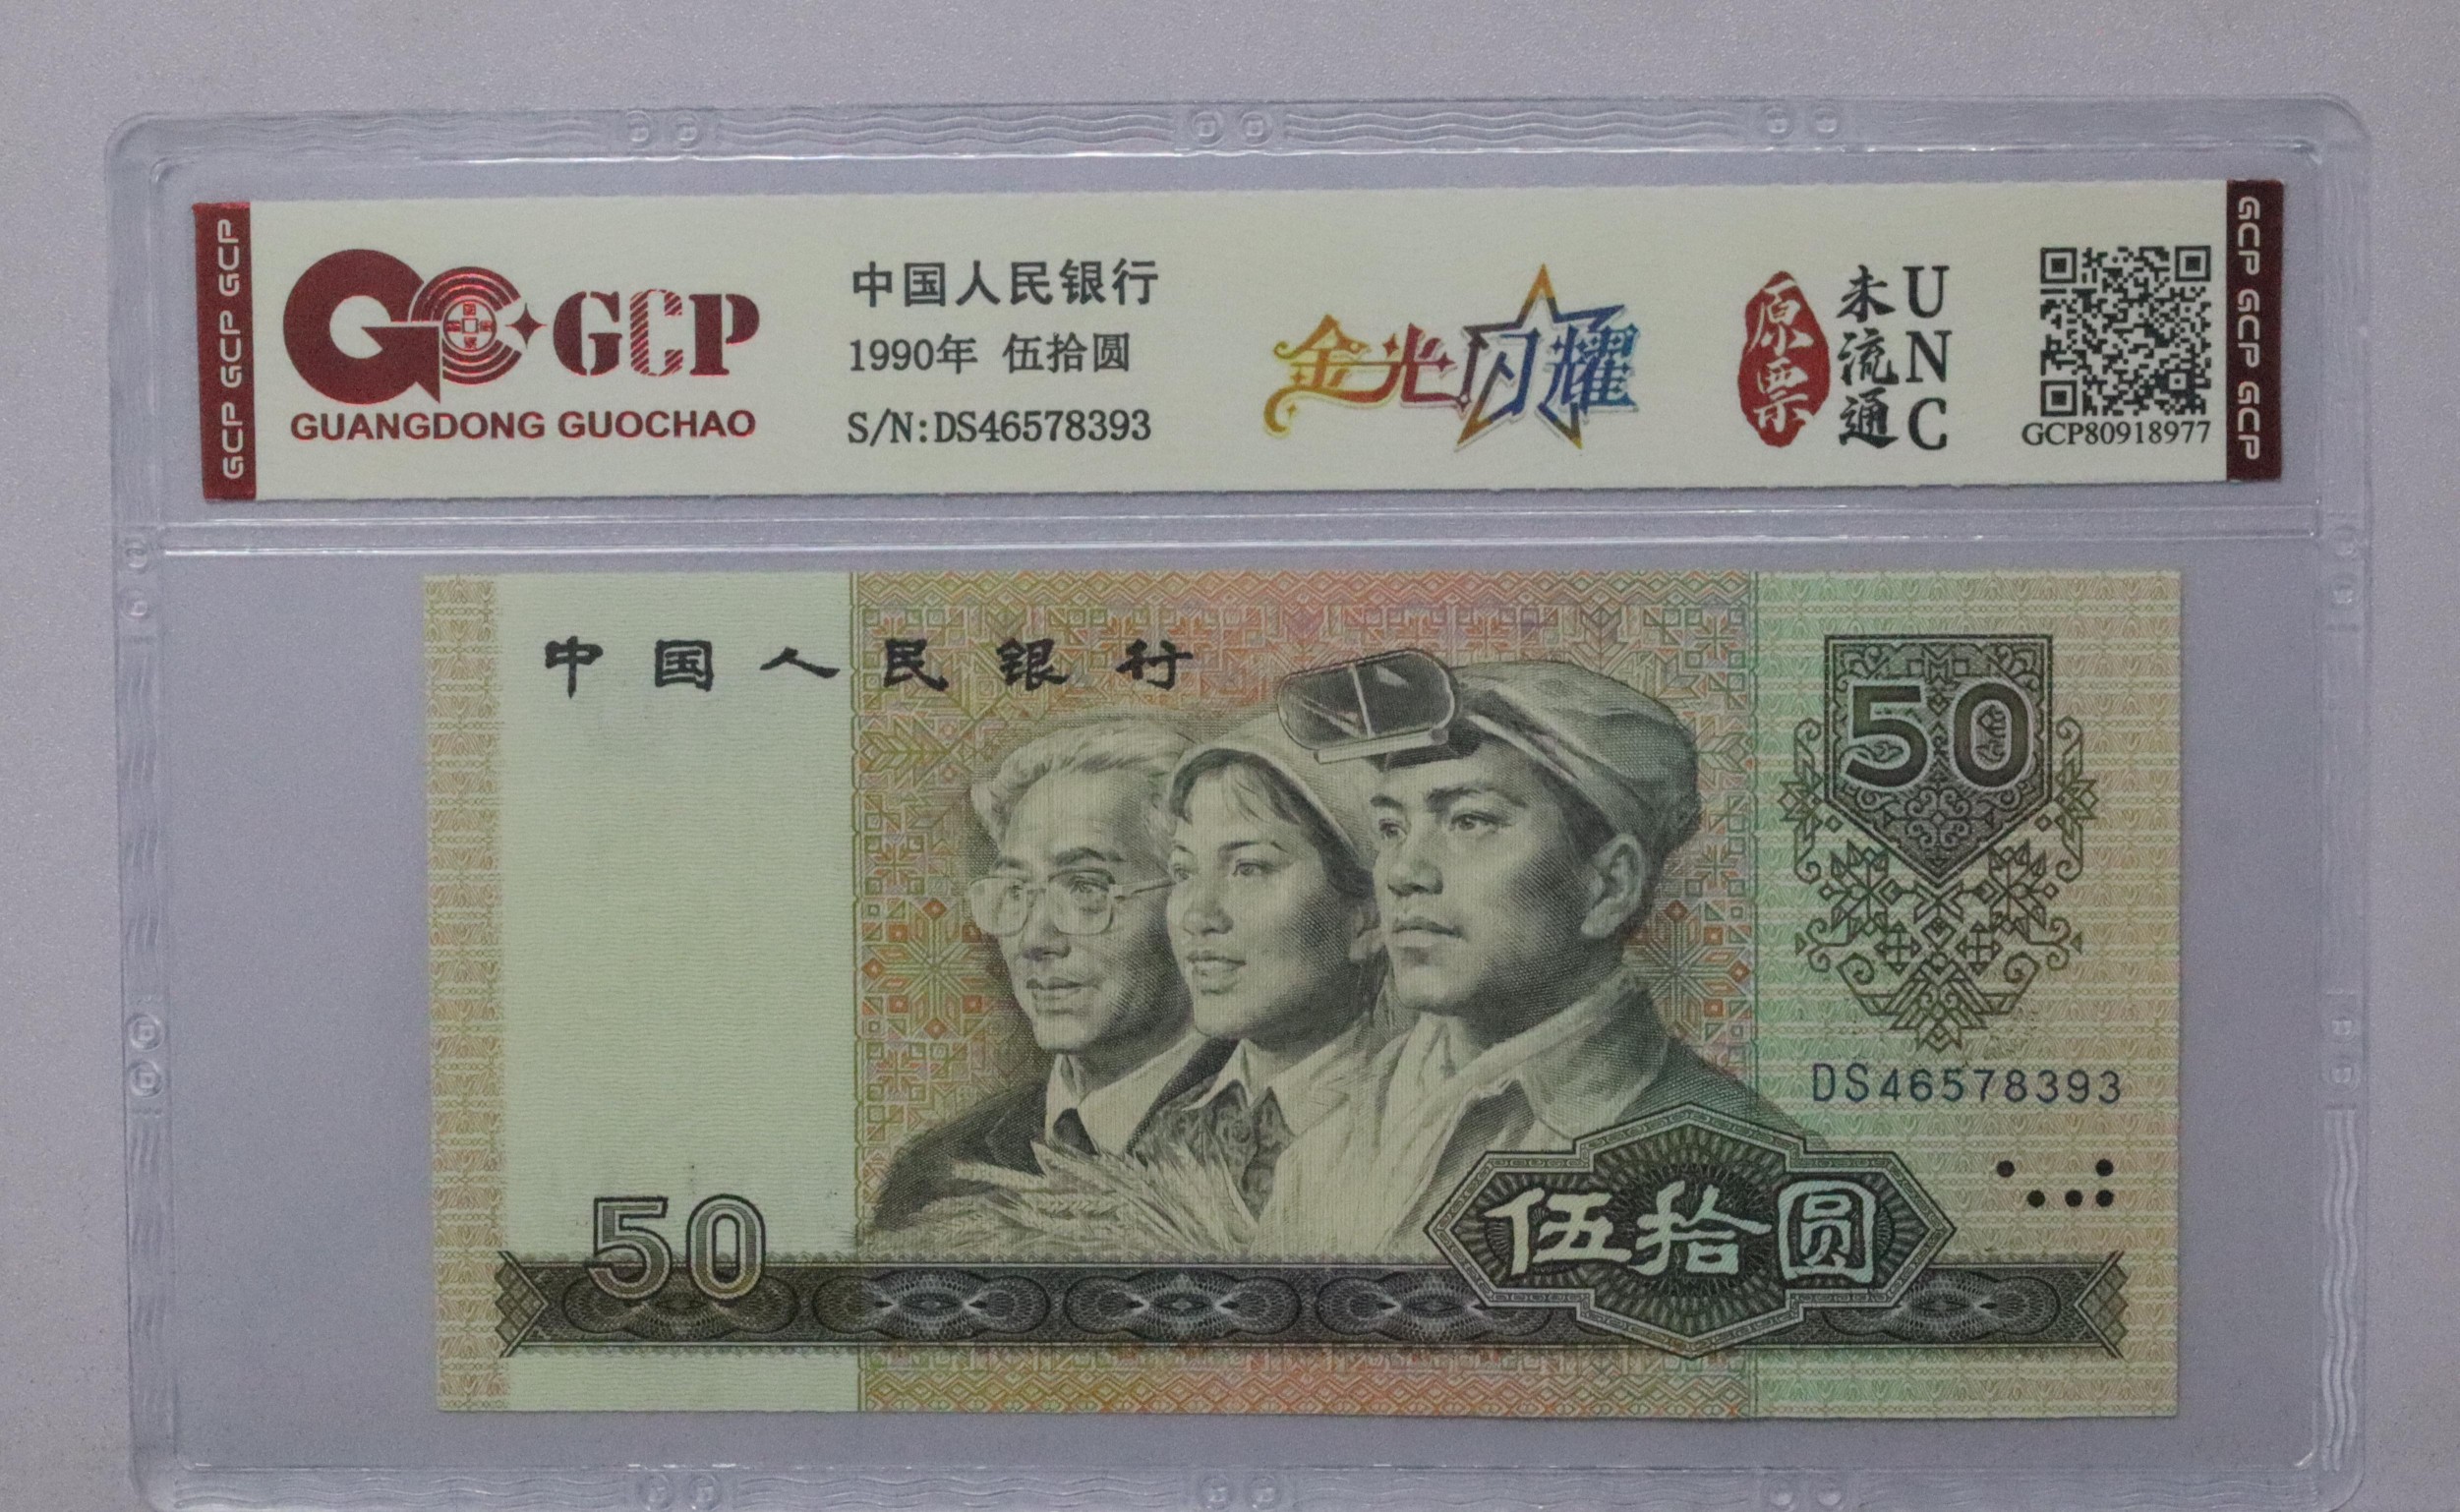 GCP GCP GCP
GCP
GUANGDONG GUOCHAO
中国人民银行
1990年 伍拾圆
S/N:DS46578393
金光闪耀
原票
未流通
UNC
GCP80918977
GCP GCP GCP
中国人民银行
50
DS46578393
50
伍拾圆